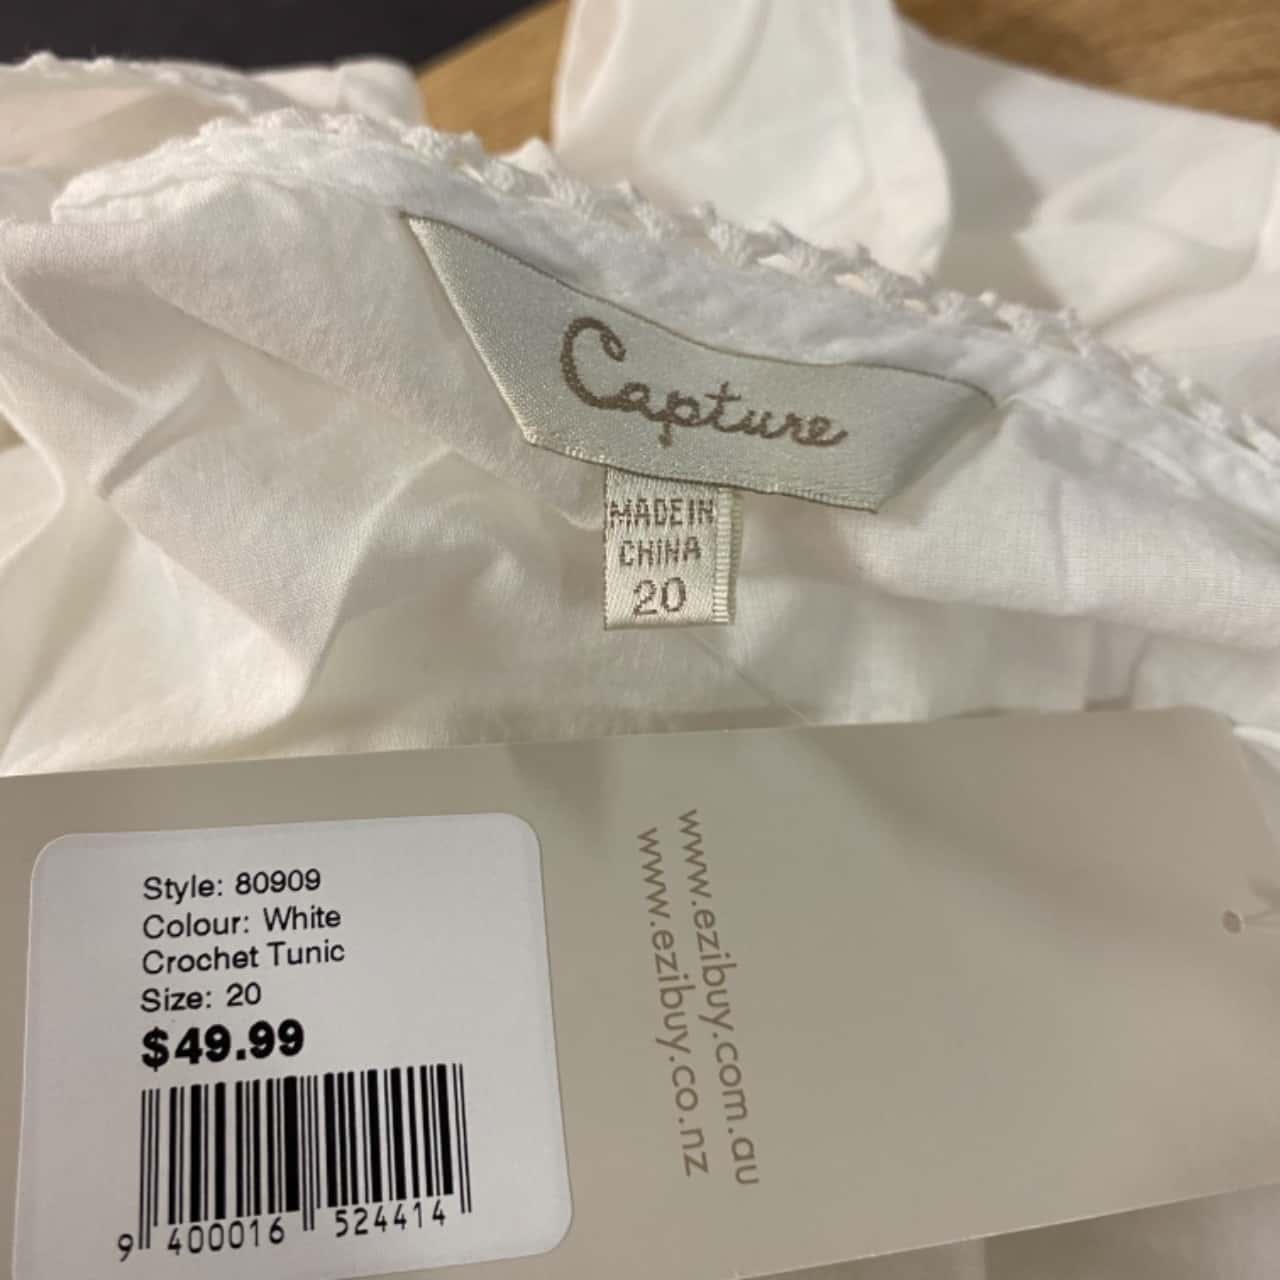 Capture
MADE IN
CHINA
20
Style: 80909
Colour: White
Crochet Tunic
Size: 20
$49.99
9 400016 524414
www.ezibuy.com.au
www.ezibuy.co.nz